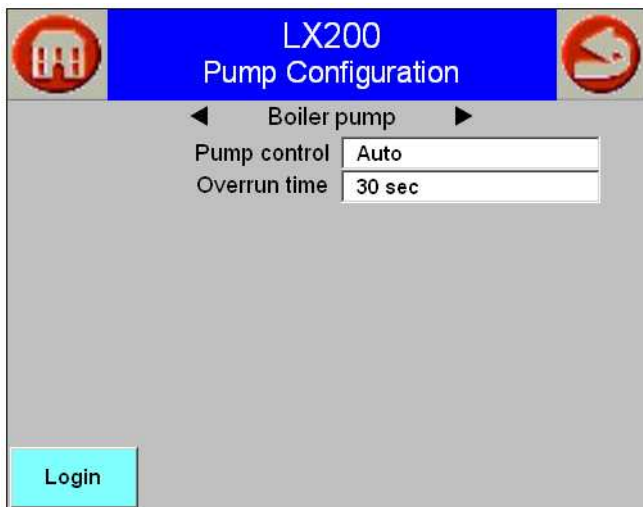 LX200
Pump Configuration
Boiler pump
Pump control Auto
Overrun time 30 sec
Login